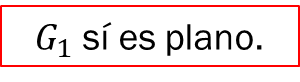 G₁ sí es plano.